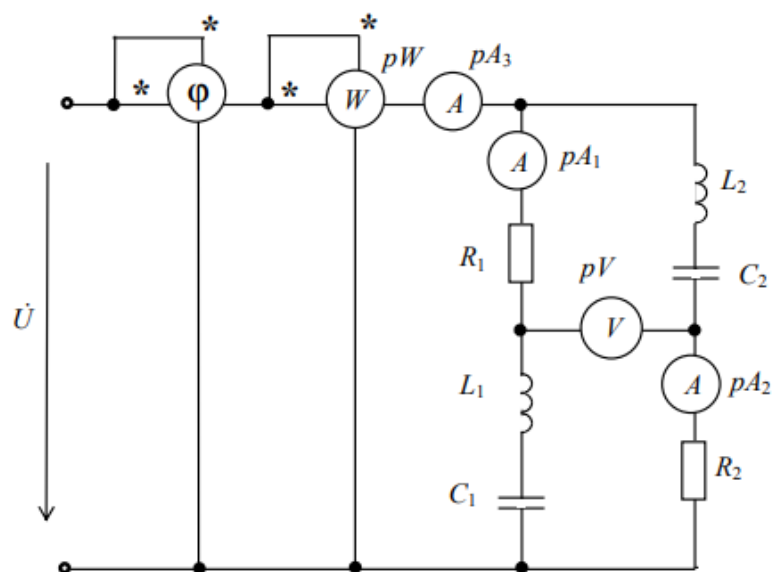 * *
* φ * W pW A pA₃
A pA₁ L₂
R₁ pV C₂
U̇ V
L₁ A pA₂
C₁ R₂